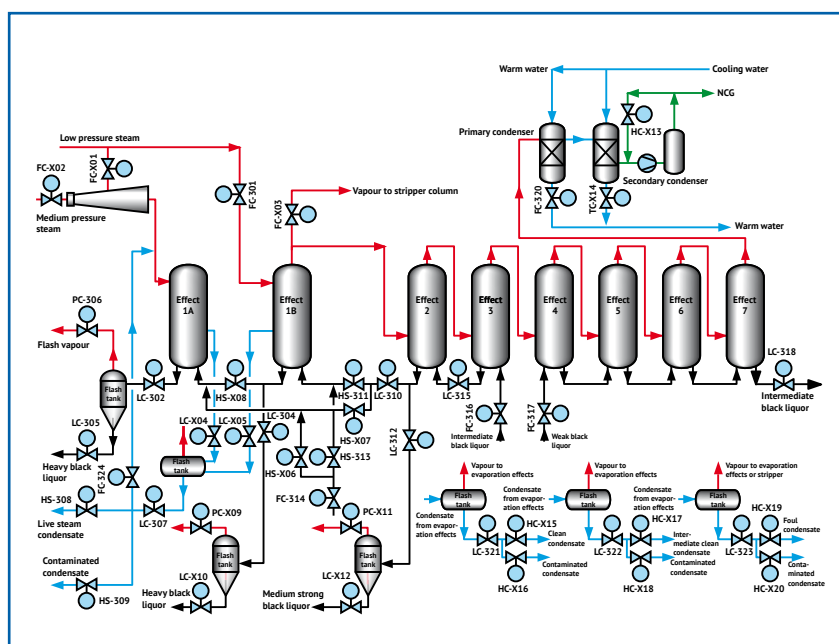 Warm water
Cooling water
NCG
HC-X13
Primary condenser
Secondary condenser
Low pressure steam
FC-X02
FC-X01
Medium pressure
steam
FC-301
FC-X03
Vapour to stripper column
FC-320
TC-X14
Warm water
Effect
1A
Effect
1B
Effect
2
Effect
3
Effect
4
Effect
5
Effect
6
Effect
7
PC-306
Flash vapour
Flash
tank
LC-302
HS-X08
HS-311
LC-310
LC-315
LC-318
Intermediate
black liquor
LC-305
Heavy black liquor
FC-324
LC-X04
LC-X05
LC-304
HS-X07
HS-X06
HS-313
LC-312
FC-316
Intermediate
black liquor
FC-317
Weak black
liquor
Flash
tank
HS-308
Live steam
condensate
LC-307
FC-314
PC-X09
PC-X11
Flash
tank
Flash
tank
Contaminated
condensate
HS-309
LC-X10
Heavy black
liquor
LC-X12
Medium strong
black liquor
Vapour to
evaporation effects
Flash
tank
Condensate
from evapor-
ation effects
LC-321
HC-X15
Clean
condensate
Contaminated
condensate
HC-X16
Vapour to
evaporation effects
Condensate from
evaporation effects
Flash
tank
LC-322
HC-X17
Inter-
mediate clean
condensate
Contaminated
condensate
HC-X18
Vapour to evaporation
effects or stripper
Condensate
from evapor-
ation effects
Flash
tank
LC-323
HC-X19
Foul
condensate
Conta-
minated
condensate
HC-X20